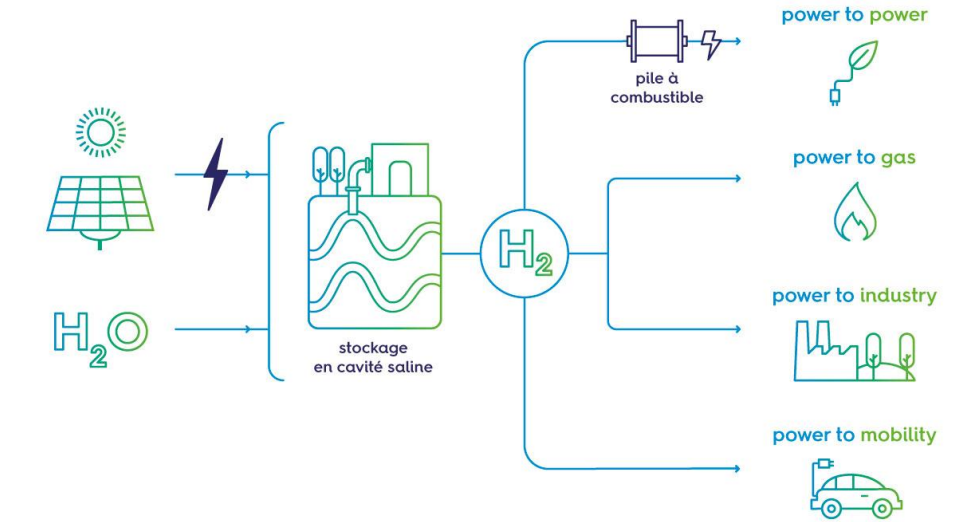 power to power
pile à
combustible
power to gas
H2O
H2
power to industry
stockage
en cavité saline
power to mobility